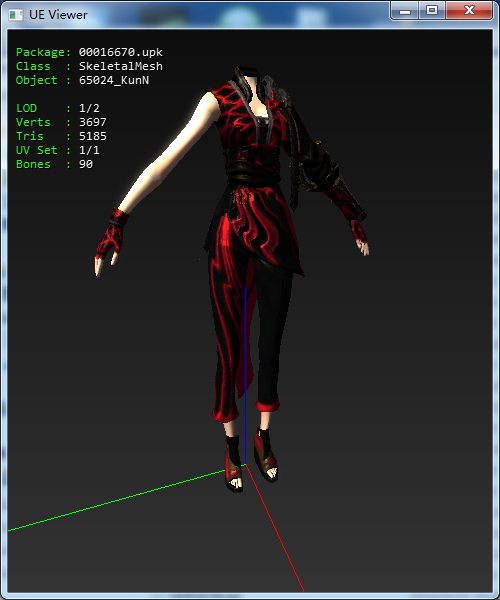 UE Viewer
Package: 00016670.upk
Class : SkeletalMesh
Object : 65024_KunN
LOD : 1/2
Verts : 3697
Tris : 5185
UV Set : 1/1
Bones : 90